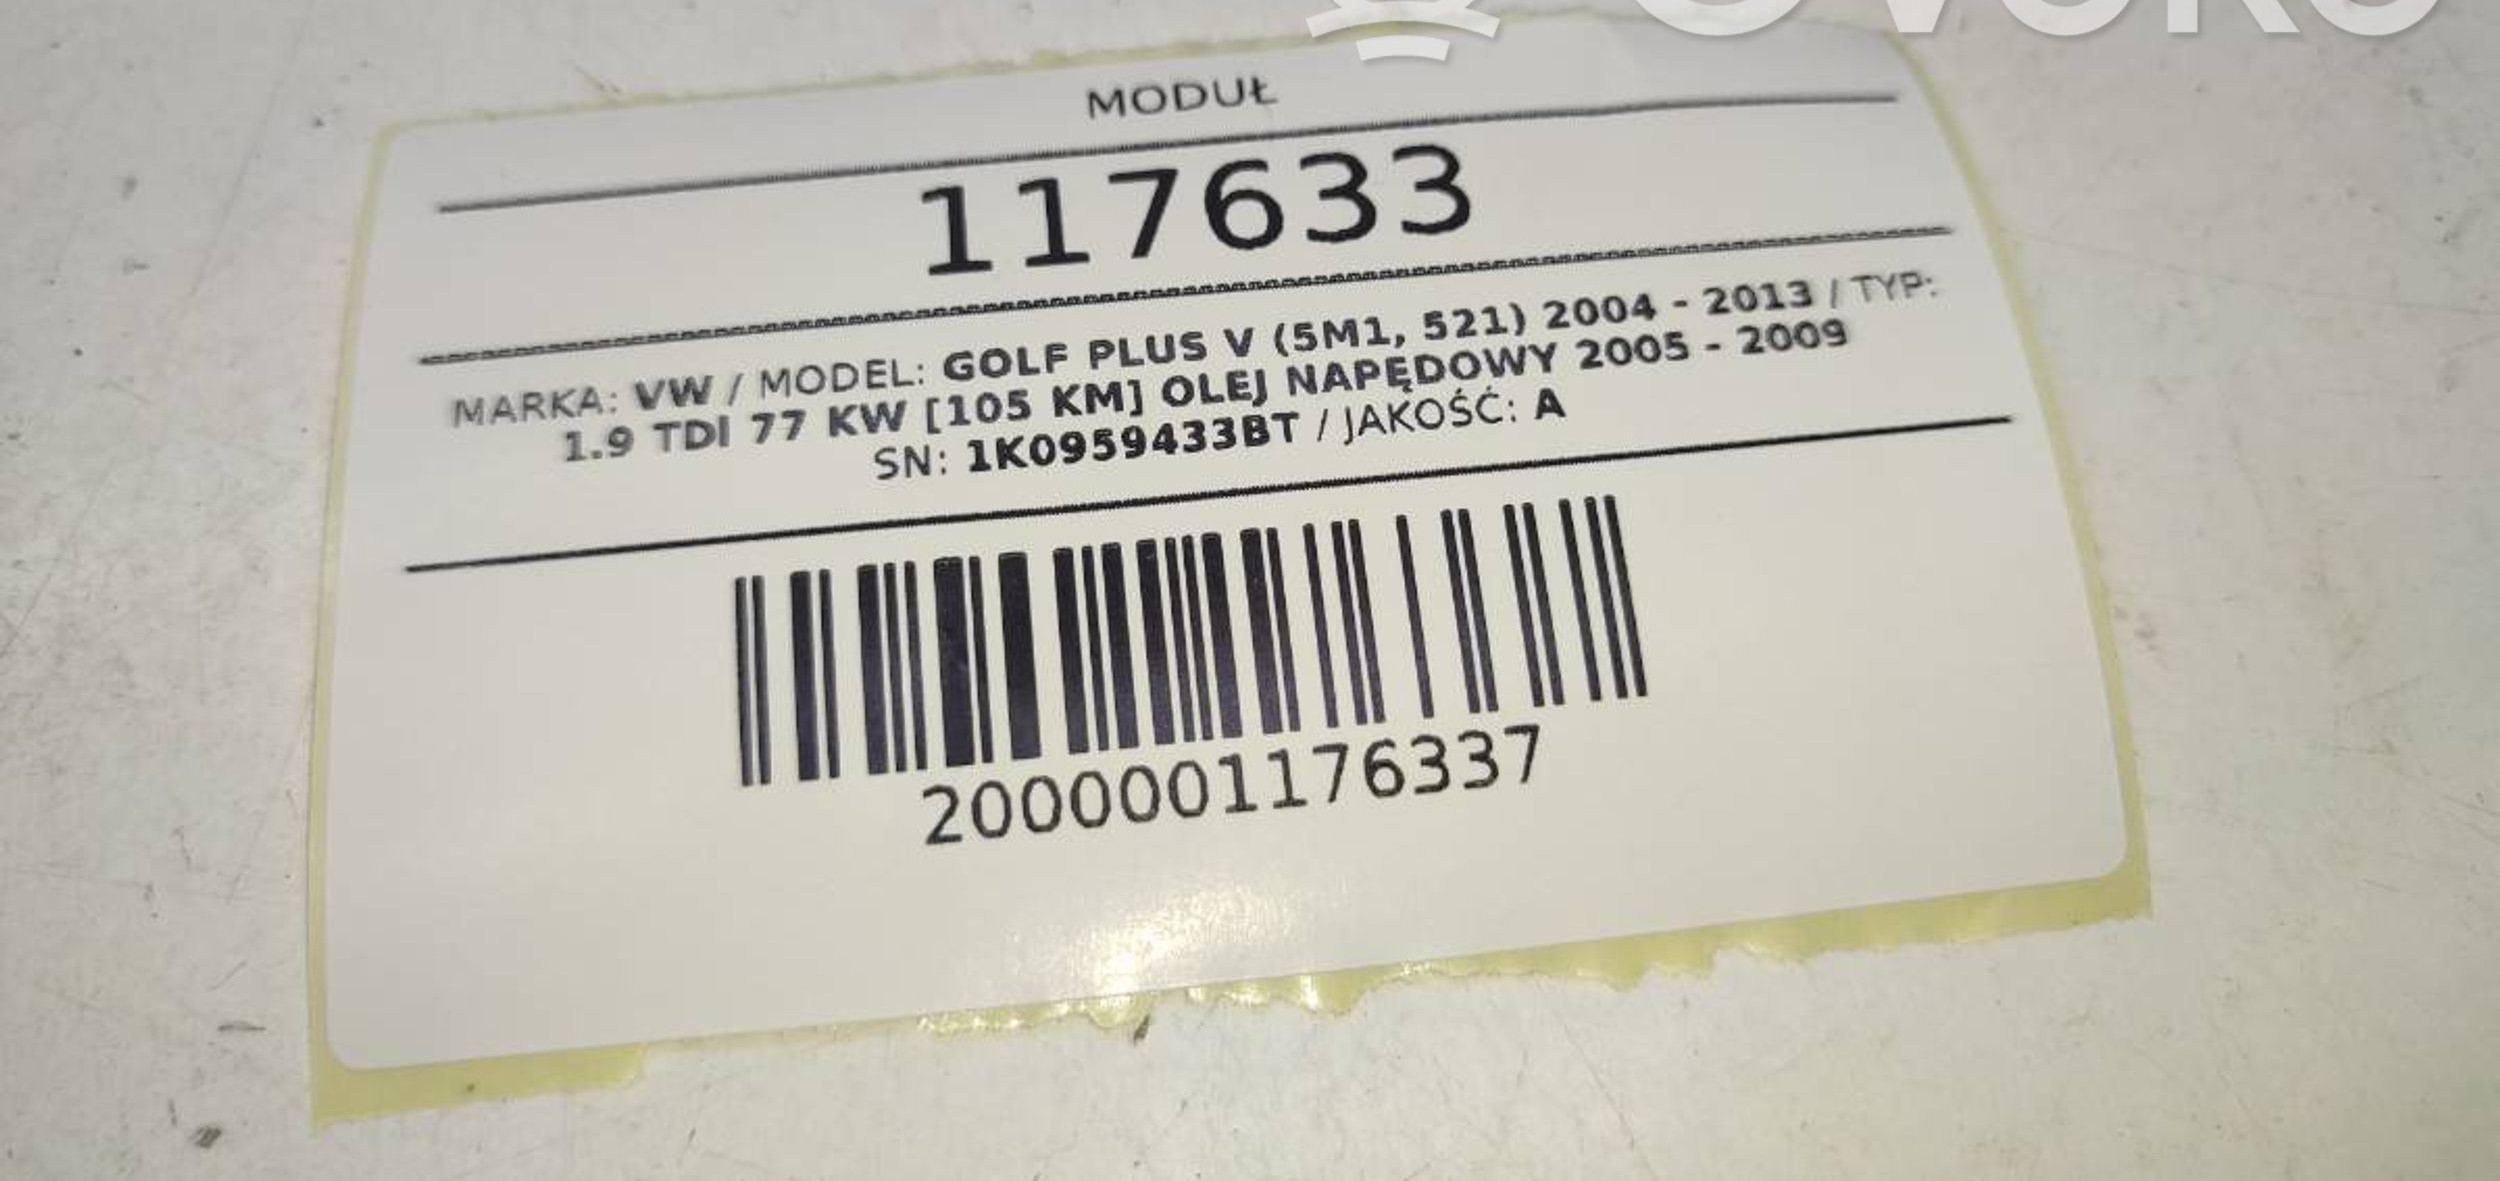 MODUŁ
117633
MARKA: VW / MODEL: GOLF PLUS V (5M1, 521) 2004 - 2013 / TYP:
1.9 TDI 77 KW [105 KM] OLEJ NAPĘDOWY 2005 - 2009
SN: 1K0959433BT / JAKOŚĆ: A
2000001176337